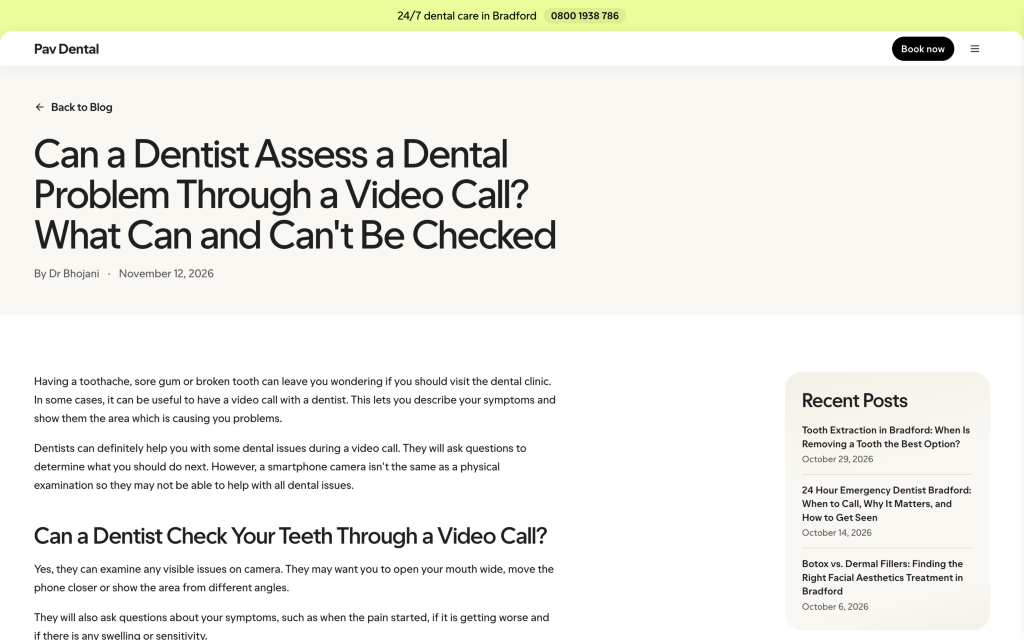 24/7 dental care in Bradford 0800 1938 786
Pav Dental
Book now
Back to Blog
Can a Dentist Assess a Dental
Problem Through a Video Call?
What Can and Can't Be Checked
By Dr Bhojani · November 12, 2026
Having a toothache, sore gum or broken tooth can leave you wondering if you should visit the dental clinic.
In some cases, it can be useful to have a video call with a dentist. This lets you describe your symptoms and
show them the area which is causing you problems.
Dentists can definitely help you with some dental issues during a video call. They will ask questions to
determine what you should do next. However, a smartphone camera isn't the same as a physical
examination so they may not be able to help with all dental issues.
Can a Dentist Check Your Teeth Through a Video Call?
Yes, they can examine any visible issues on camera. They may want you to open your mouth wide, move the
phone closer or show the area from different angles.
They will also ask questions about your symptoms, such as when the pain started, if it is getting worse and
if there is any swelling or sensitivity.
Recent Posts
Tooth Extraction in Bradford: When Is
Removing a Tooth the Best Option?
October 29, 2026
24 Hour Emergency Dentist Bradford:
When to Call, Why It Matters, and
How to Get Seen
October 14, 2026
Botox vs. Dermal Fillers: Finding the
Right Facial Aesthetics Treatment in
Bradford
October 6, 2026